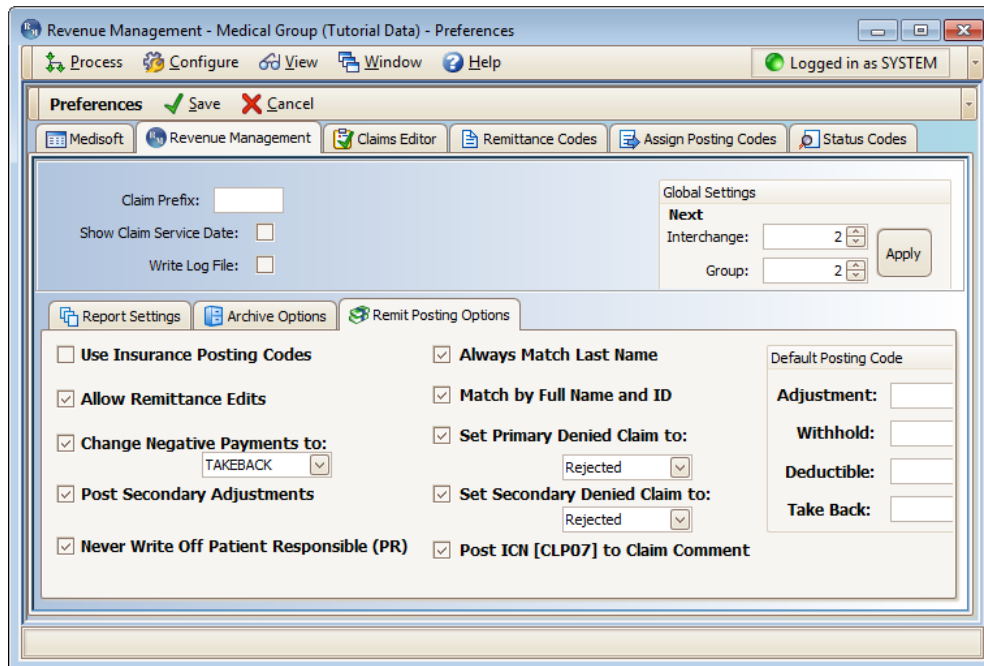 Revenue Management - Medical Group (Tutorial Data) - Preferences
Process Configure View Window Help Logged in as SYSTEM
Preferences Save Cancel
Medisoft Revenue Management Claims Editor Remittance Codes Assign Posting Codes Status Codes
Claim Prefix:
Show Claim Service Date:
Write Log File:
Global Settings
Next
Interchange: 2
Group: 2
Apply
Report Settings Archive Options Remit Posting Options
Use Insurance Posting Codes
Allow Remittance Edits
Change Negative Payments to:
TAKEBACK
Post Secondary Adjustments
Never Write Off Patient Responsible (PR)
Always Match Last Name
Match by Full Name and ID
Set Primary Denied Claim to:
Rejected
Set Secondary Denied Claim to:
Rejected
Post ICN [CLP07] to Claim Comment
Default Posting Code
Adjustment:
Withhold:
Deductible:
Take Back: